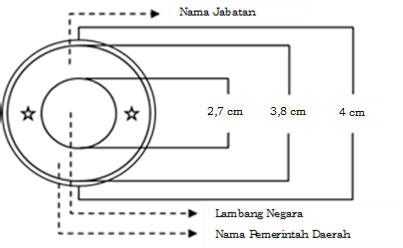 Nama Jabatan
2,7 cm 3,8 cm 4 cm
Lambang Negara
Nama Pemerintah Daerah